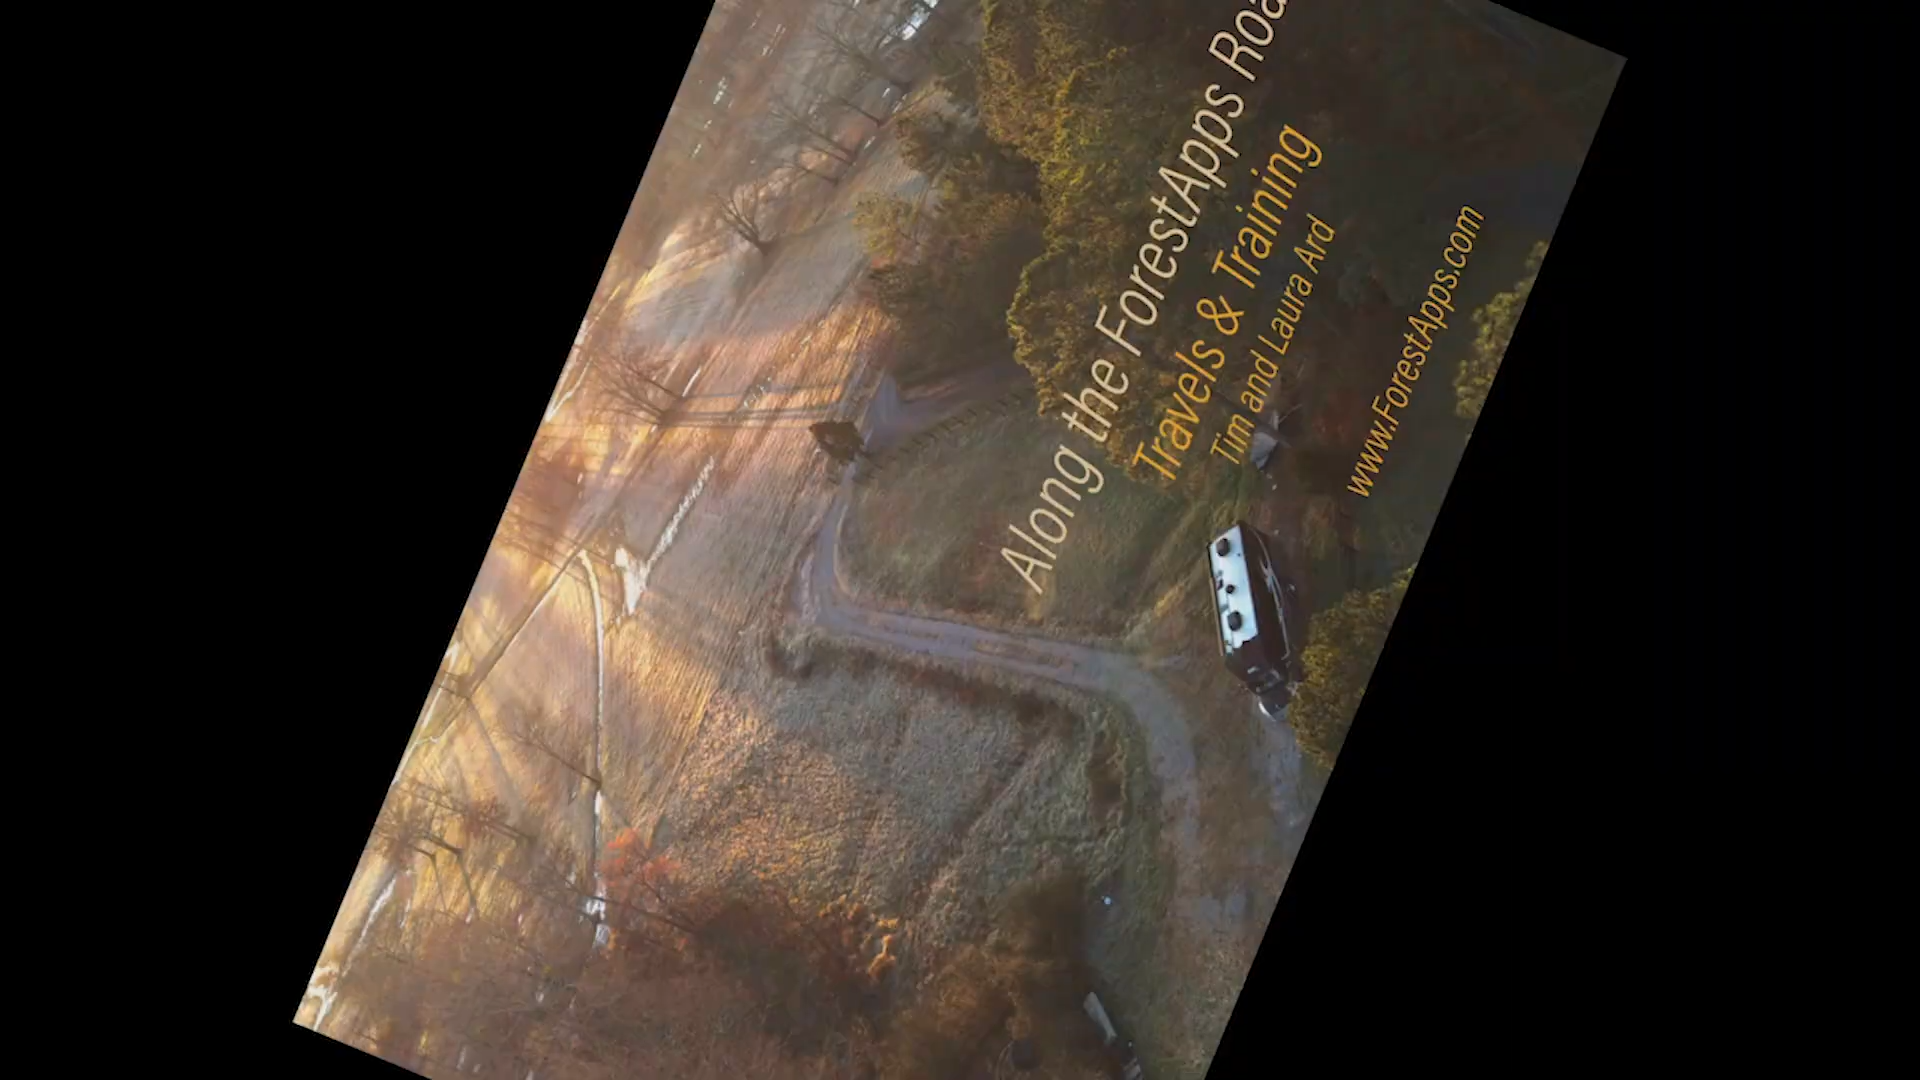 Along the ForestApps Roa
Travels & Training
Tim and Laura Ard
www.ForestApps.com